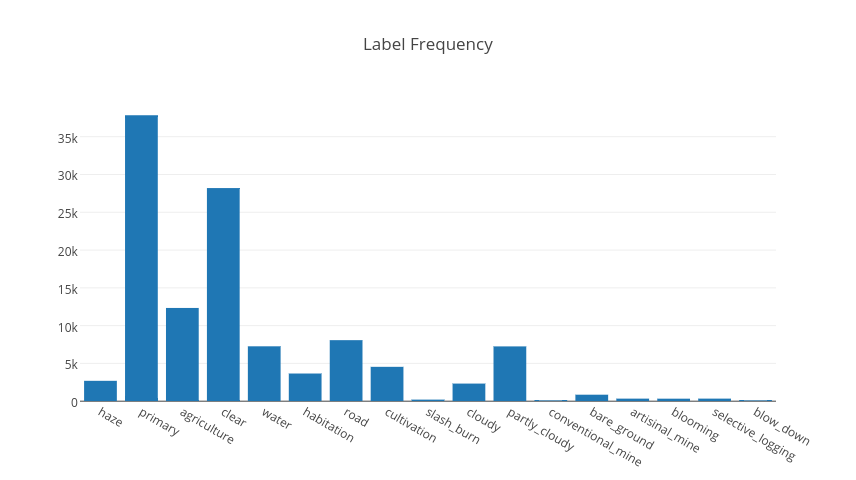 Label Frequency
35k
30k
25k
20k
15k
10k
5k
0
haze
primary
agriculture
clear
water
habitation
road
cultivation
slash_burn
cloudy
partly_cloudy
conventional_mine
bare_ground
artisinal_mine
blooming
selective_logging
blow_down